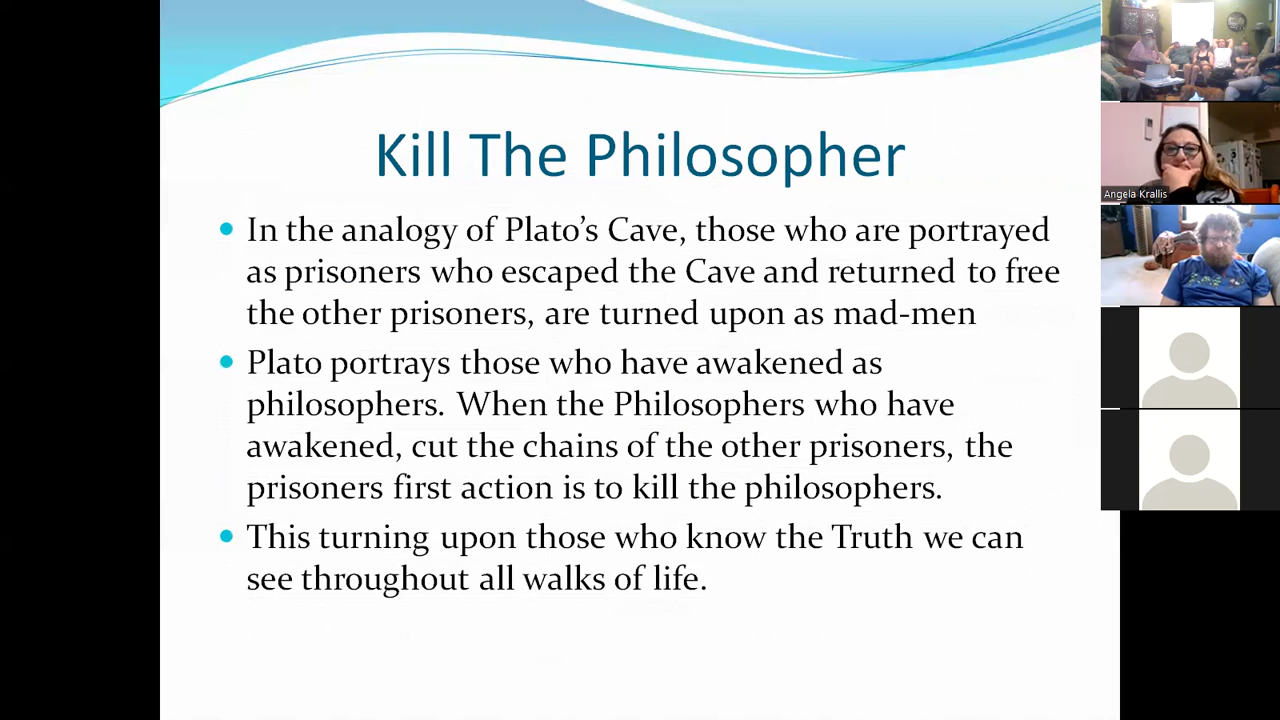 Kill The Philosopher
In the analogy of Plato's Cave, those who are portrayed
as prisoners who escaped the Cave and returned to free
the other prisoners, are turned upon as mad-men
Plato portrays those who have awakened as
philosophers. When the Philosophers who have
awakened, cut the chains of the other prisoners, the
prisoners first action is to kill the philosophers.
This turning upon those who know the Truth we can
see throughout all walks of life.
Angela Krallis